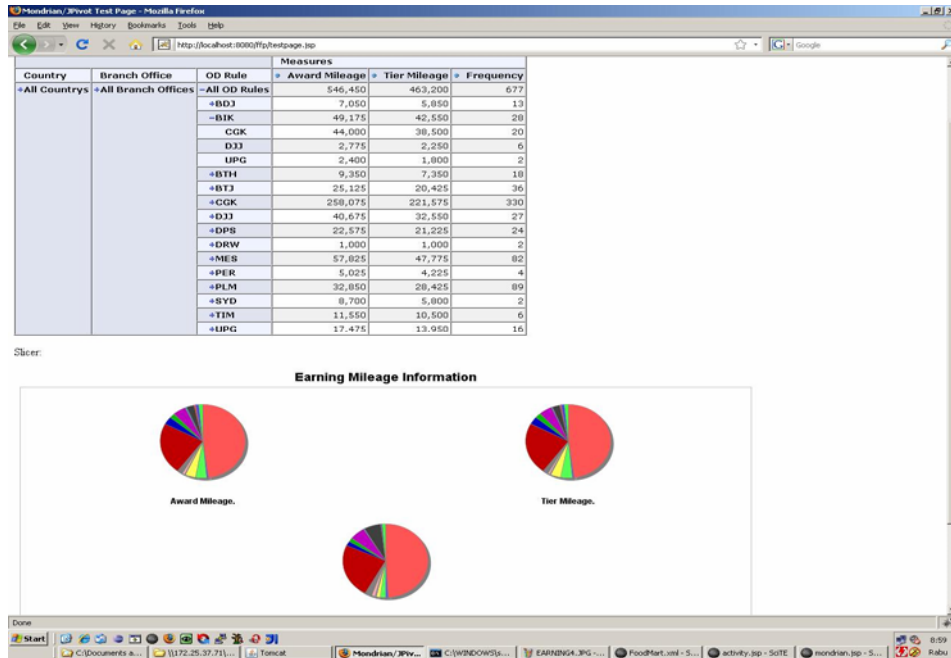 Mondrian/JPivot Test Page - Mozilla Firefox
File Edit View History Bookmarks Tools Help
http://localhost:8080/ffp/testpage.jsp
Google
Measures
Country Branch Office OD Rule Award Mileage Tier Mileage Frequency
+All Countrys +All Branch Offices -All OD Rules 546,450 463,200 677
+BDJ 7,050 5,850 13
-BIK 49,175 42,550 28
CGK 44,000 38,500 20
DJJ 2,775 2,250 6
UPG 2,400 1,800 2
+BTH 9,350 7,350 18
+BTJ 25,125 20,425 36
+CGK 258,075 221,575 330
+DJJ 40,675 32,550 27
+DPS 22,575 21,225 24
+DRW 1,000 1,000 2
+MES 57,825 47,775 82
+PER 5,025 4,225 4
+PLM 32,850 28,425 89
+SYD 8,700 5,800 2
+TIM 11,550 10,500 6
+UPG 17,475 13,950 16
Slicer:
Earning Mileage Information
Award Mileage.
Tier Mileage.
Done
Start
C:\Documents a... \\172.25.37.71\... Tomcat Mondrian/JPiv... C:\WINDOWS\s... EARNING4.JPG -... FoodMart.xml - S... activity.jsp - SciTE mondrian.jsp - S... Rabu
8:59